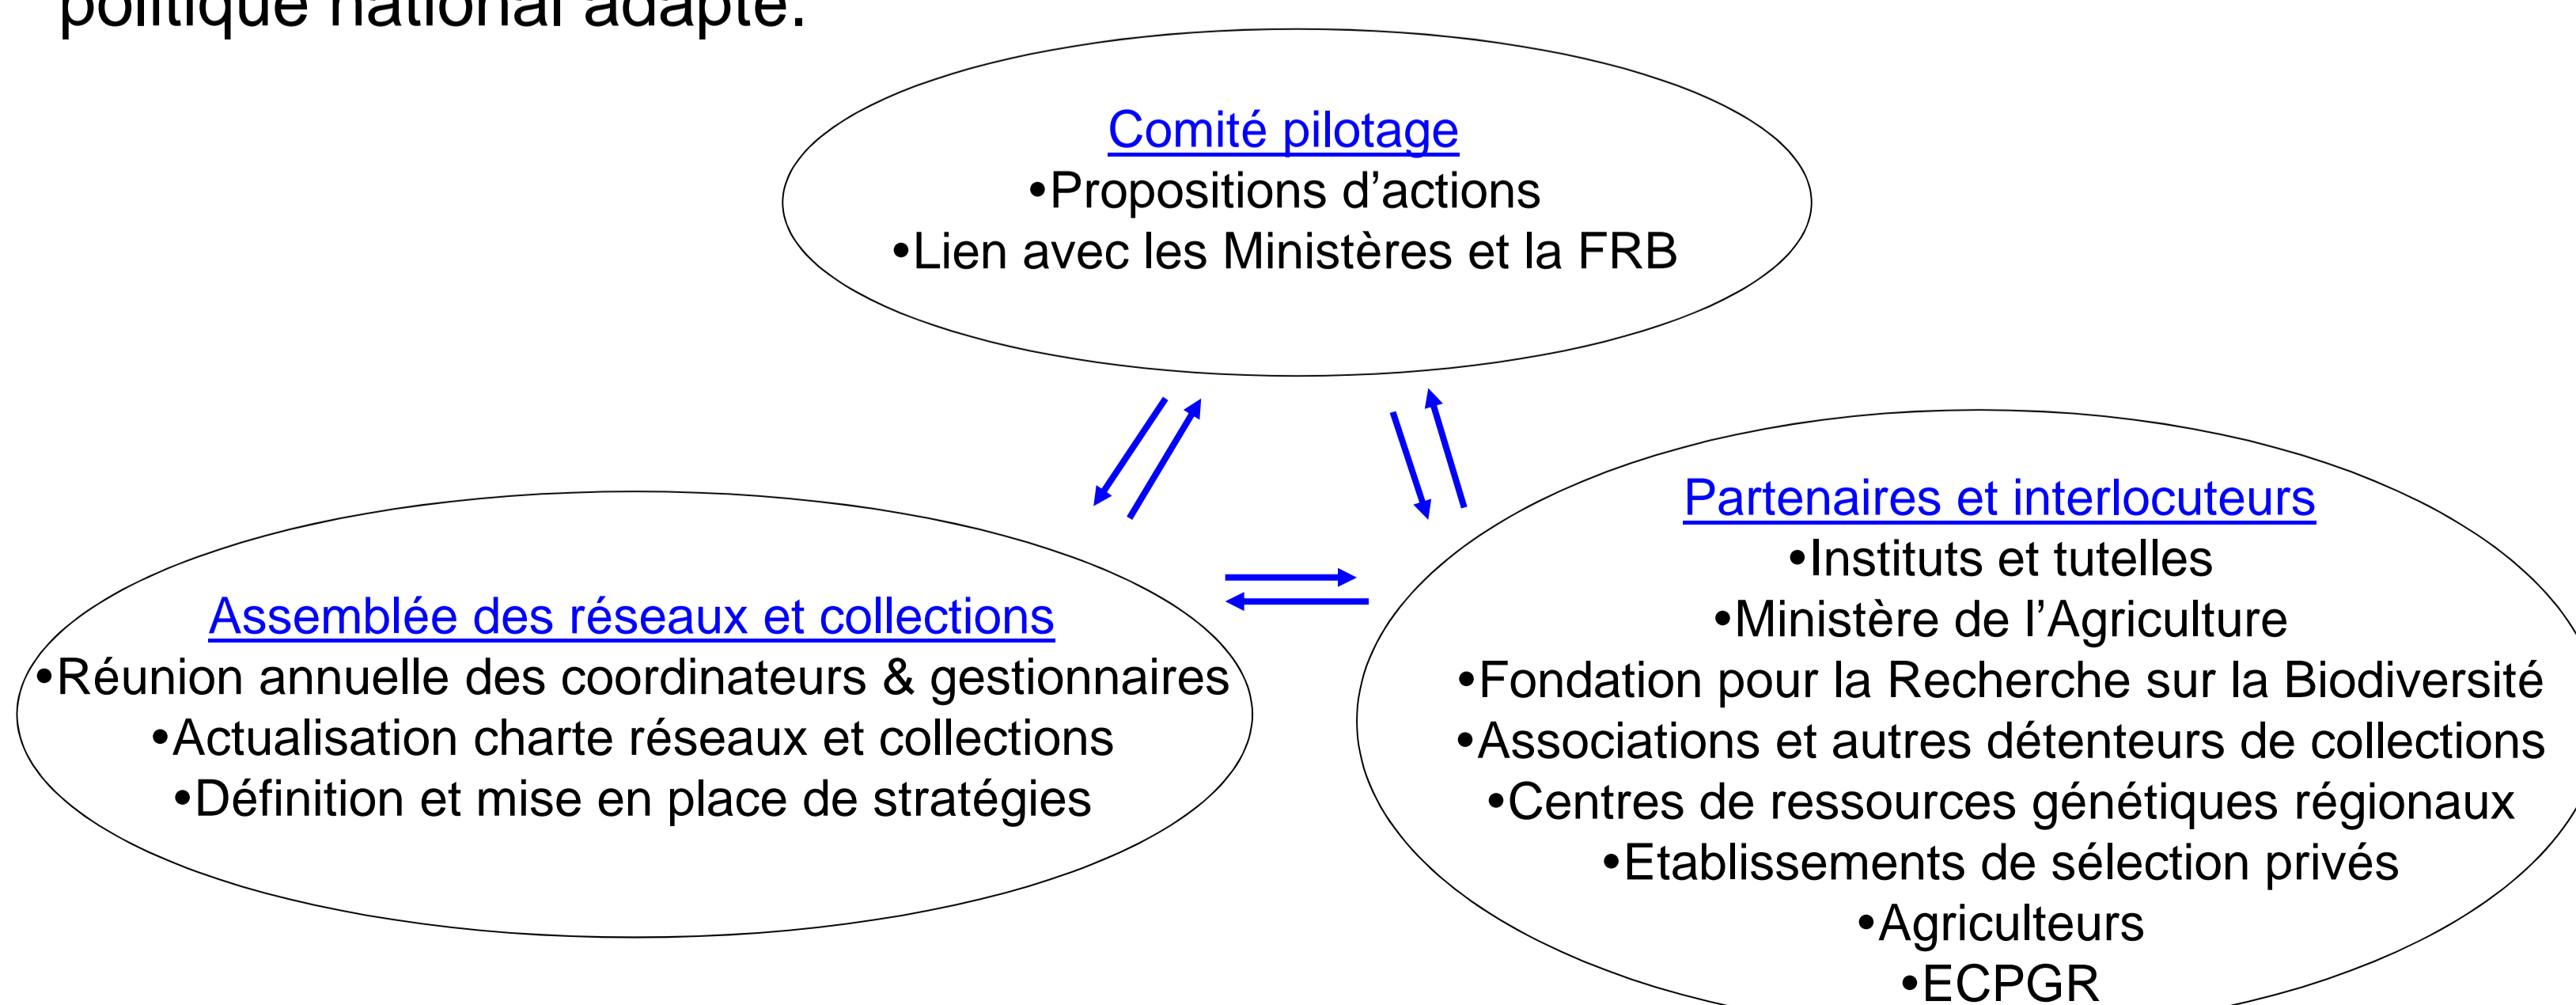 politique national adapté.
Comité pilotage
•Propositions d'actions
•Lien avec les Ministères et la FRB
Assemblée des réseaux et collections
•Réunion annuelle des coordinateurs & gestionnaires
•Actualisation charte réseaux et collections
•Définition et mise en place de stratégies
Partenaires et interlocuteurs
•Instituts et tutelles
•Ministère de l’Agriculture
•Fondation pour la Recherche sur la Biodiversité
•Associations et autres détenteurs de collections
•Centres de ressources génétiques régionaux
•Etablissements de sélection privés
•Agriculteurs
•ECPGR